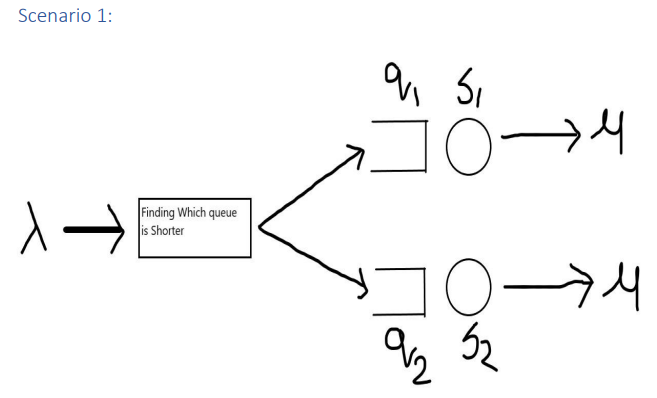 Scenario 1:
q1 S1
μ
λ
Finding Which queue
is Shorter
μ
q2 S2